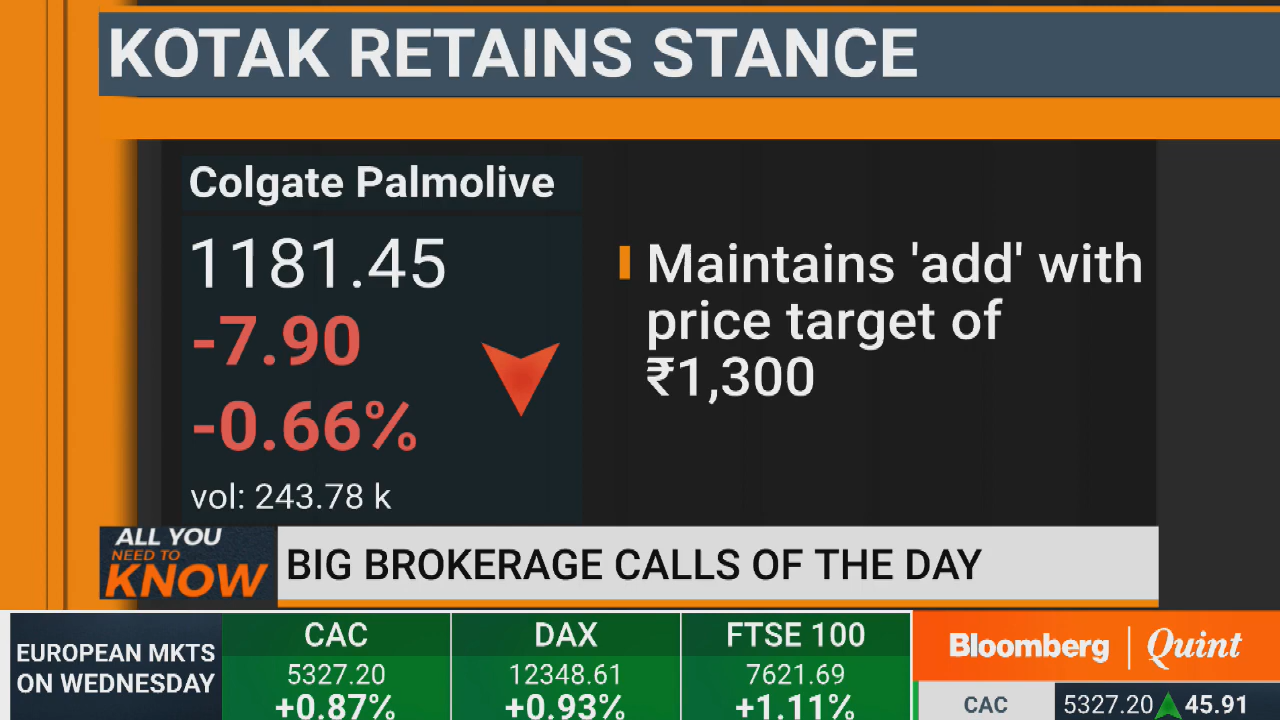 KOTAK RETAINS STANCE
Colgate Palmolive
1181.45
-7.90
-0.66%
vol: 243.78 k
Maintains 'add' with
price target of
₹1,300
ALL YOU
NEED TO
KNOW
BIG BROKERAGE CALLS OF THE DAY
EUROPEAN MKTS
ON WEDNESDAY
CAC
5327.20
+0.87%
DAX
12348.61
+0.93%
FTSE 100
7621.69
+1.11%
Bloomberg | Quint
CAC 5327.20 45.91